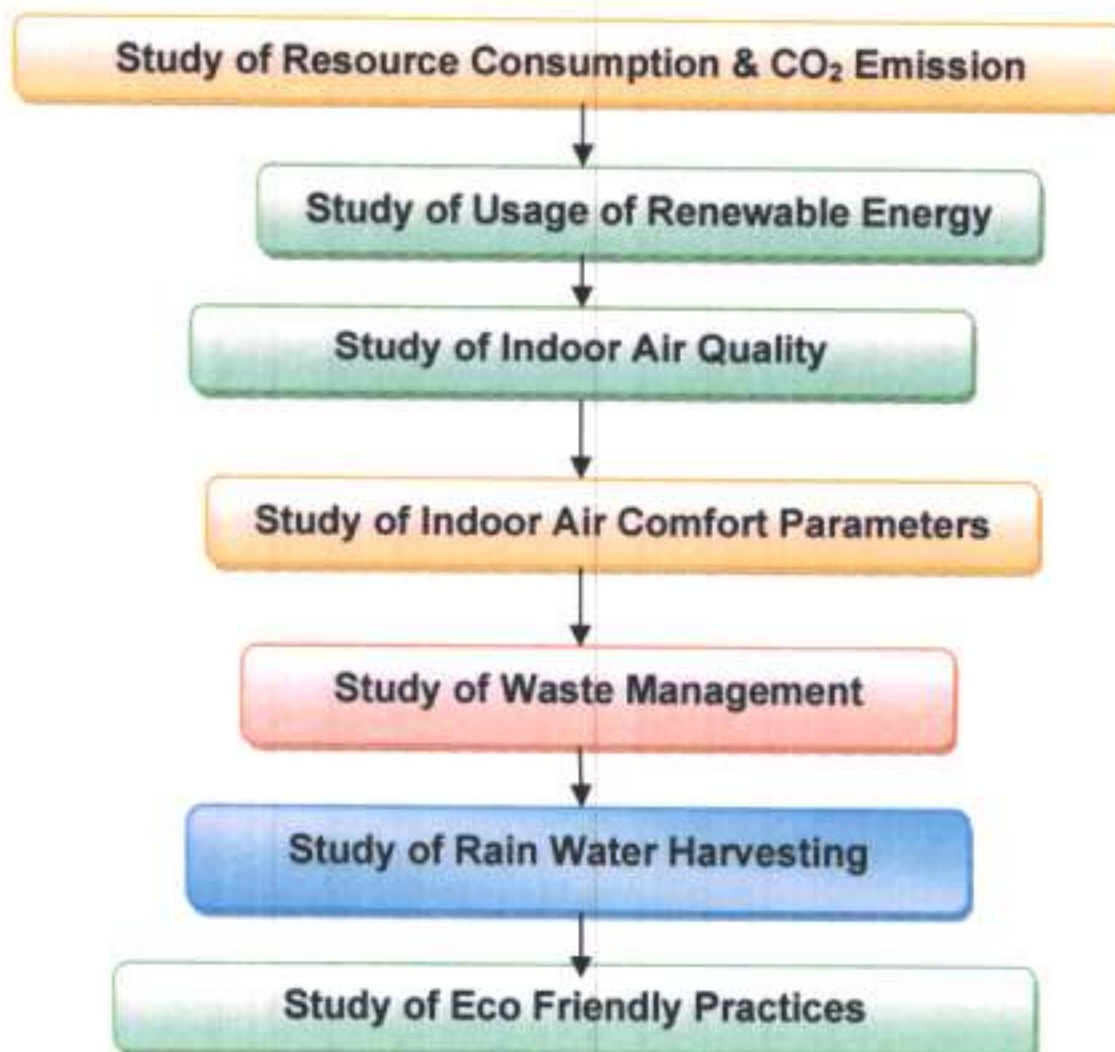 Study of Resource Consumption & CO₂ Emission
Study of Usage of Renewable Energy
Study of Indoor Air Quality
Study of Indoor Air Comfort Parameters
Study of Waste Management
Study of Rain Water Harvesting
Study of Eco Friendly Practices